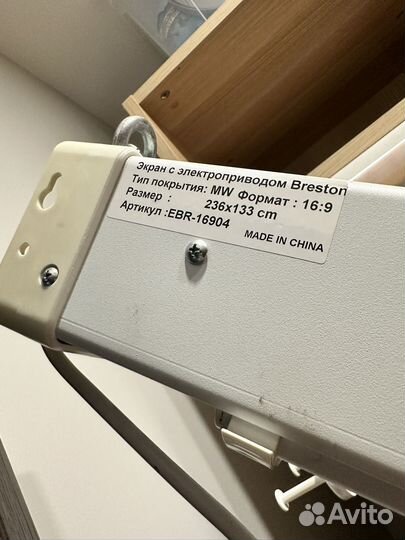 Экран с электроприводом Breston
Тип покрытия: MW Формат : 16:9
Размер : 236x133 cm
Артикул :EBR-16904
MADE IN CHINA
Avito